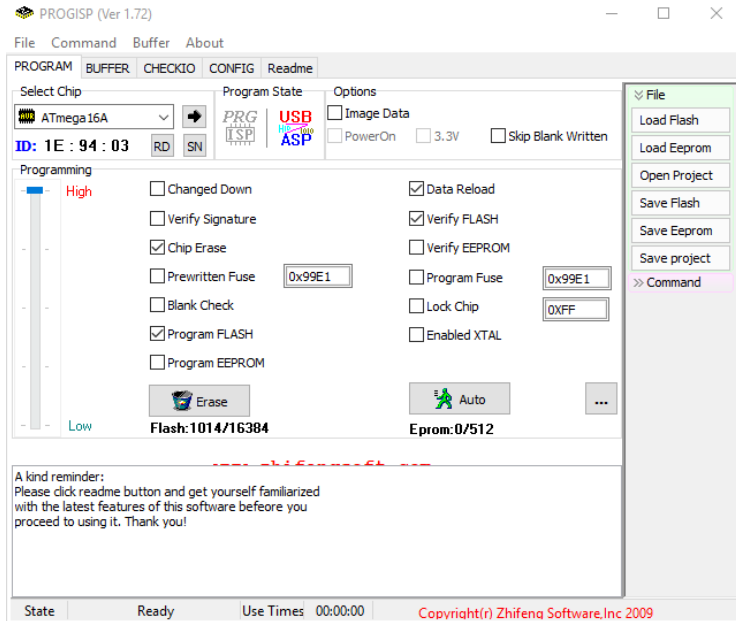 PROGISP (Ver 1.72)
File Command Buffer About
PROGRAM BUFFER CHECKIO CONFIG Readme
Select Chip
ATmega16A
ID: 1E : 94 : 03 RD SN
Program State
PRG
ISP
USB
ASP
Options
Image Data
PowerOn 3.3V Skip Blank Written
Programming
High
Low
Changed Down
Verify Signature
Chip Erase
Prewritten Fuse 0x99E1
Blank Check
Program FLASH
Program EEPROM
Data Reload
Verify FLASH
Verify EEPROM
Program Fuse 0x99E1
Lock Chip 0XFF
Enabled XTAL
Erase
Auto
...
Flash:1014/16384
Eprom:0/512
A kind reminder:
Please click readme button and get yourself familiarized
with the latest features of this software befeore you
proceed to using it. Thank you!
File
Load Flash
Load Eeprom
Open Project
Save Flash
Save Eeprom
Save project
Command
State Ready Use Times 00:00:00 Copyright(r) Zhifeng Software,Inc 2009